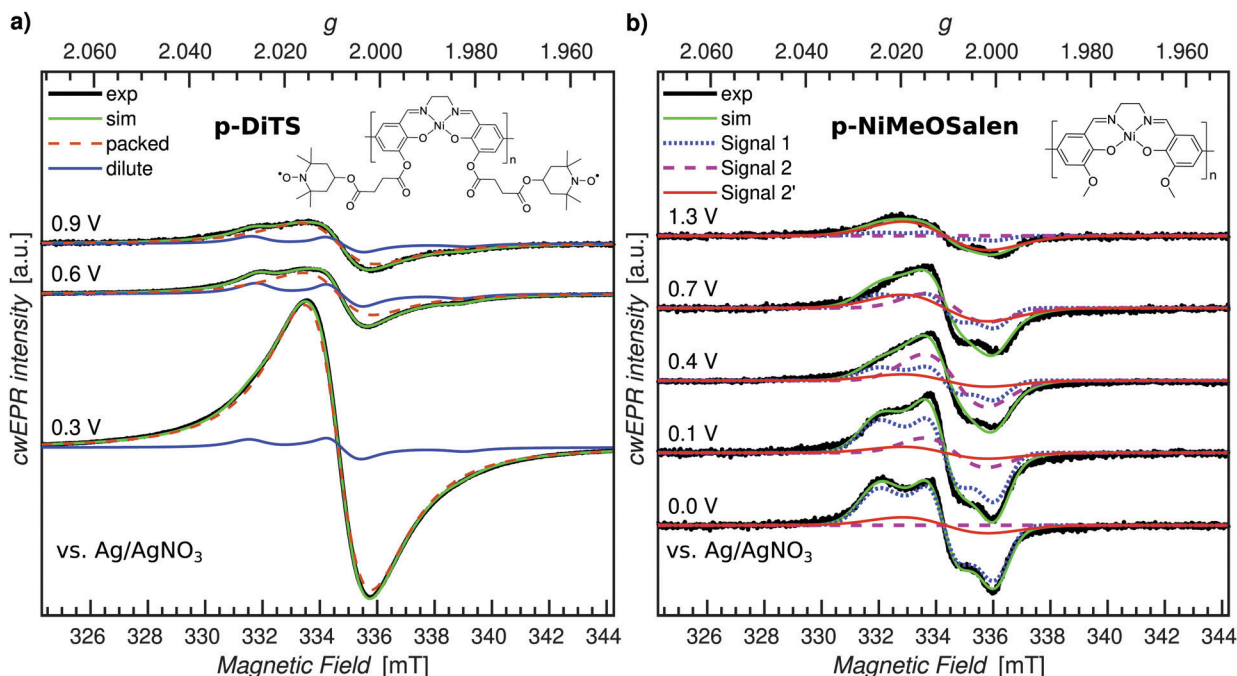 a)
g
2.060 2.040 2.020 2.000 1.980 1.960
exp
sim
packed
dilute
p-DiTS
N
N
Ni
O
O
n
O
O
N-O
O
O
O
O
O
O
N-O
0.9 V
0.6 V
0.3 V
vs. Ag/AgNO3
cwEPR intensity [a.u.]
326 328 330 332 334 336 338 340 342 344
Magnetic Field [mT]
b)
g
2.060 2.040 2.020 2.000 1.980 1.960
exp
sim
Signal 1
Signal 2
Signal 2'
p-NiMeOSalen
N
N
Ni
O
O
n
O
O
1.3 V
0.7 V
0.4 V
0.1 V
0.0 V
vs. Ag/AgNO3
cwEPR intensity [a.u.]
326 328 330 332 334 336 338 340 342 344
Magnetic Field [mT]